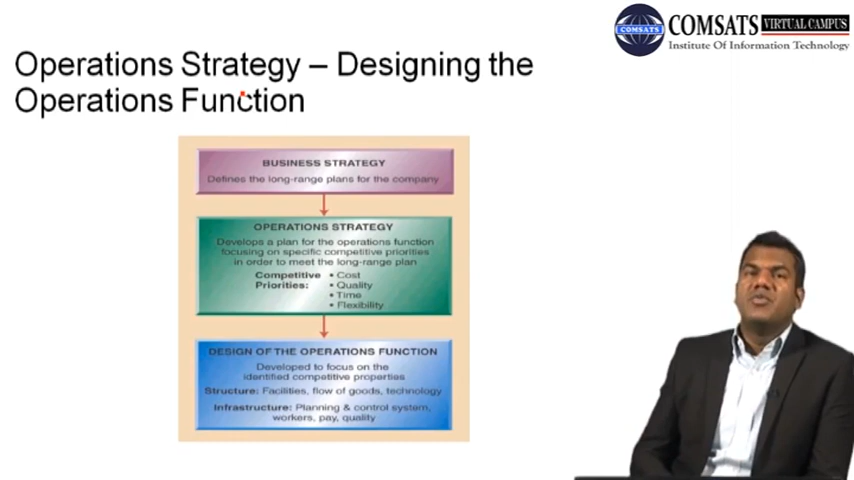 COMSATS VIRTUAL CAMPUS
COMSATS
Institute Of Information Technology
Operations Strategy – Designing the
Operations Function
BUSINESS STRATEGY
Defines the long-range plans for the company
OPERATIONS STRATEGY
Develops a plan for the operations function
focusing on specific competitive priorities
in order to meet the long-range plan
Competitive • Cost
Priorities: • Quality
• Time
• Flexibility
DESIGN OF THE OPERATIONS FUNCTION
Developed to focus on the
identified competitive properties
Structure: Facilities, flow of goods, technology
Infrastructure: Planning & control system,
workers, pay, quality